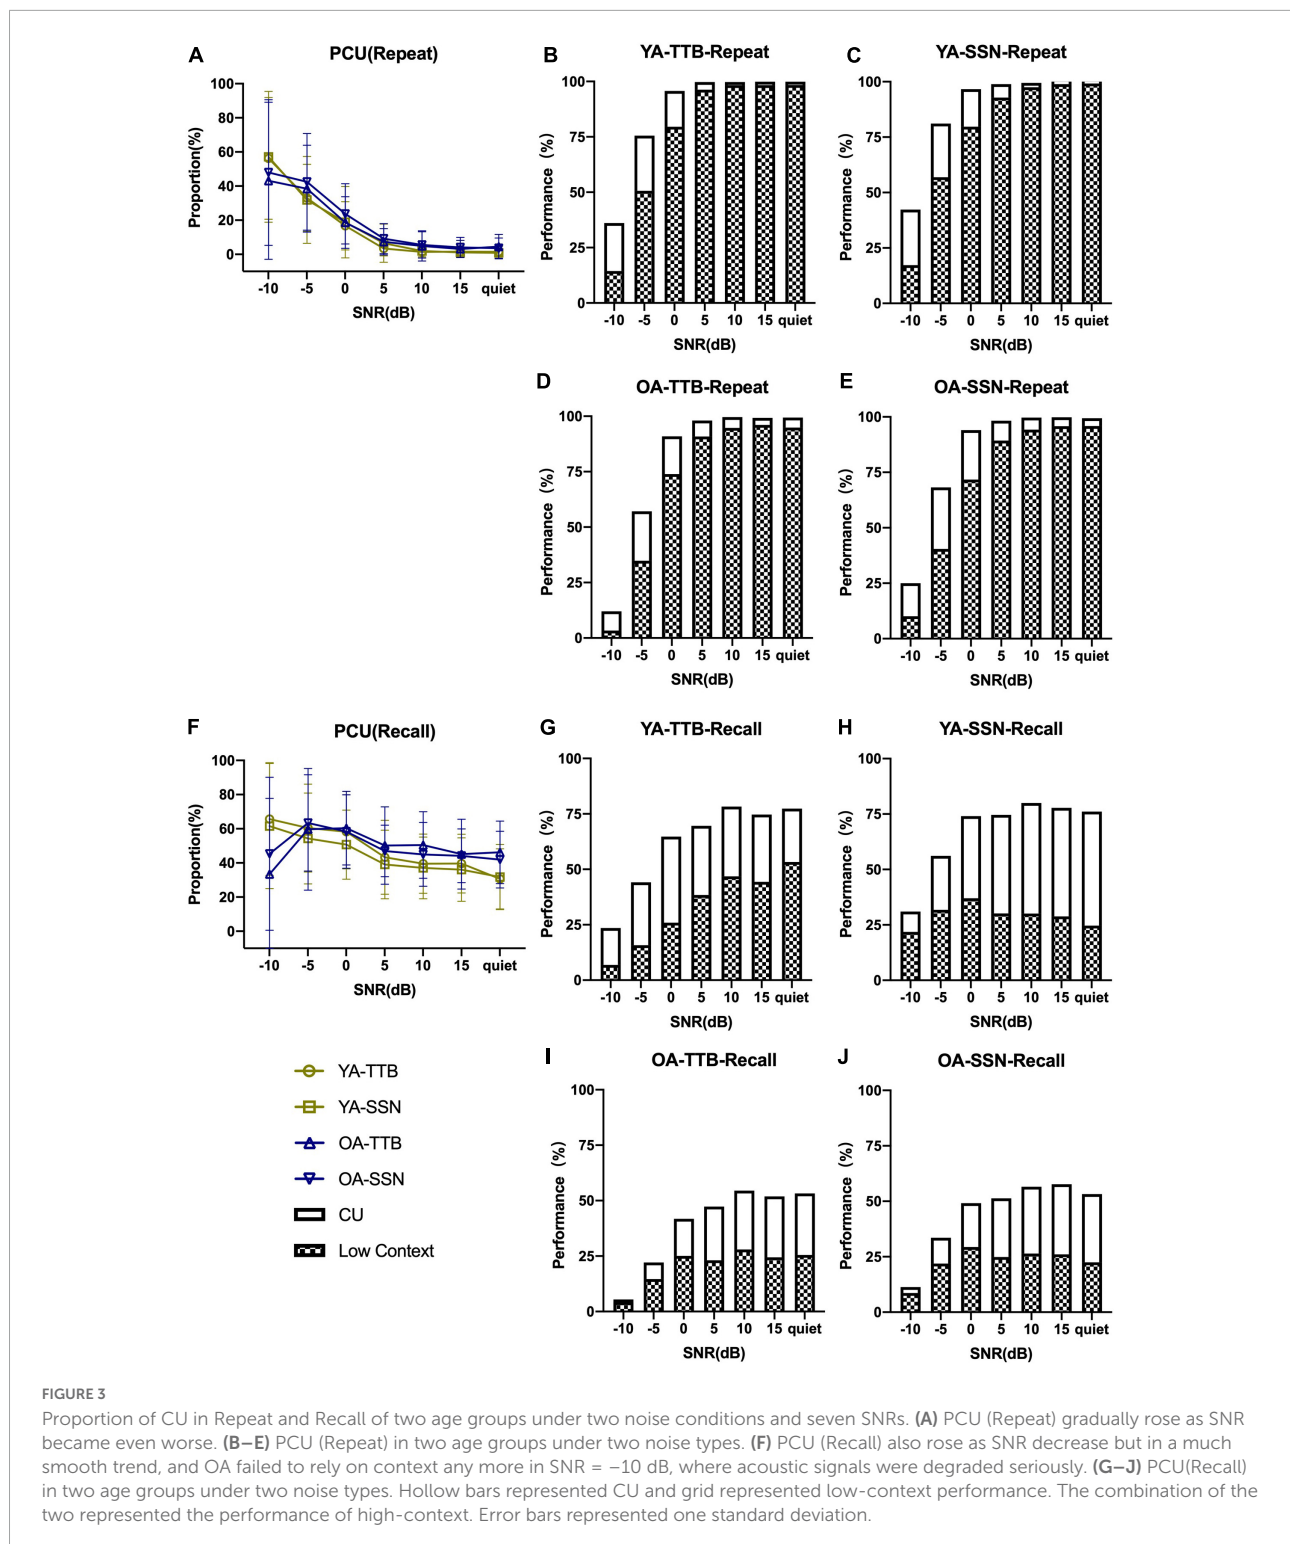 A
PCU(Repeat)
Proportion(%)
100
80
60
40
20
0
-10 -5 0 5 10 15 quiet
SNR(dB)
B
YA-TTB-Repeat
Performance (%)
100
75
50
25
0
-10 -5 0 5 10 15 quiet
SNR(dB)
C
YA-SSN-Repeat
Performance (%)
100
75
50
25
0
-10 -5 0 5 10 15 quiet
SNR(dB)
D
OA-TTB-Repeat
Performance (%)
100
75
50
25
0
-10 -5 0 5 10 15 quiet
SNR(dB)
E
OA-SSN-Repeat
Performance (%)
100
75
50
25
0
-10 -5 0 5 10 15 quiet
SNR(dB)
F
PCU(Recall)
Proportion(%)
100
80
60
40
20
0
-10 -5 0 5 10 15 quiet
SNR(dB)
G
YA-TTB-Recall
Performance (%)
100
75
50
25
0
-10 -5 0 5 10 15 quiet
SNR(dB)
H
YA-SSN-Recall
Performance (%)
100
75
50
25
0
-10 -5 0 5 10 15 quiet
SNR(dB)
YA-TTB
YA-SSN
OA-TTB
OA-SSN
CU
Low Context
I
OA-TTB-Recall
Performance (%)
100
75
50
25
0
-10 -5 0 5 10 15 quiet
SNR(dB)
J
OA-SSN-Recall
Performance (%)
100
75
50
25
0
-10 -5 0 5 10 15 quiet
SNR(dB)
FIGURE 3
Proportion of CU in Repeat and Recall of two age groups under two noise conditions and seven SNRs. (A) PCU (Repeat) gradually rose as SNR
became even worse. (B–E) PCU (Repeat) in two age groups under two noise types. (F) PCU (Recall) also rose as SNR decrease but in a much
smooth trend, and OA failed to rely on context any more in SNR = −10 dB, where acoustic signals were degraded seriously. (G–J) PCU(Recall)
in two age groups under two noise types. Hollow bars represented CU and grid represented low-context performance. The combination of the
two represented the performance of high-context. Error bars represented one standard deviation.